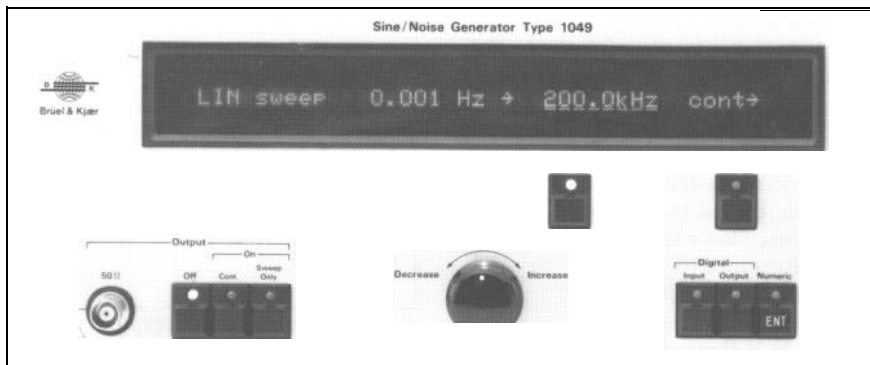 Sine/Noise Generator Type 1049
B K
Brüel & Kjær
LIN sweep 0.001 Hz → 200.0kHz cont→
Output
On
50Ω Off Cont. Sweep Only
Decrease Increase
Digital
Input Output Numeric
ENT